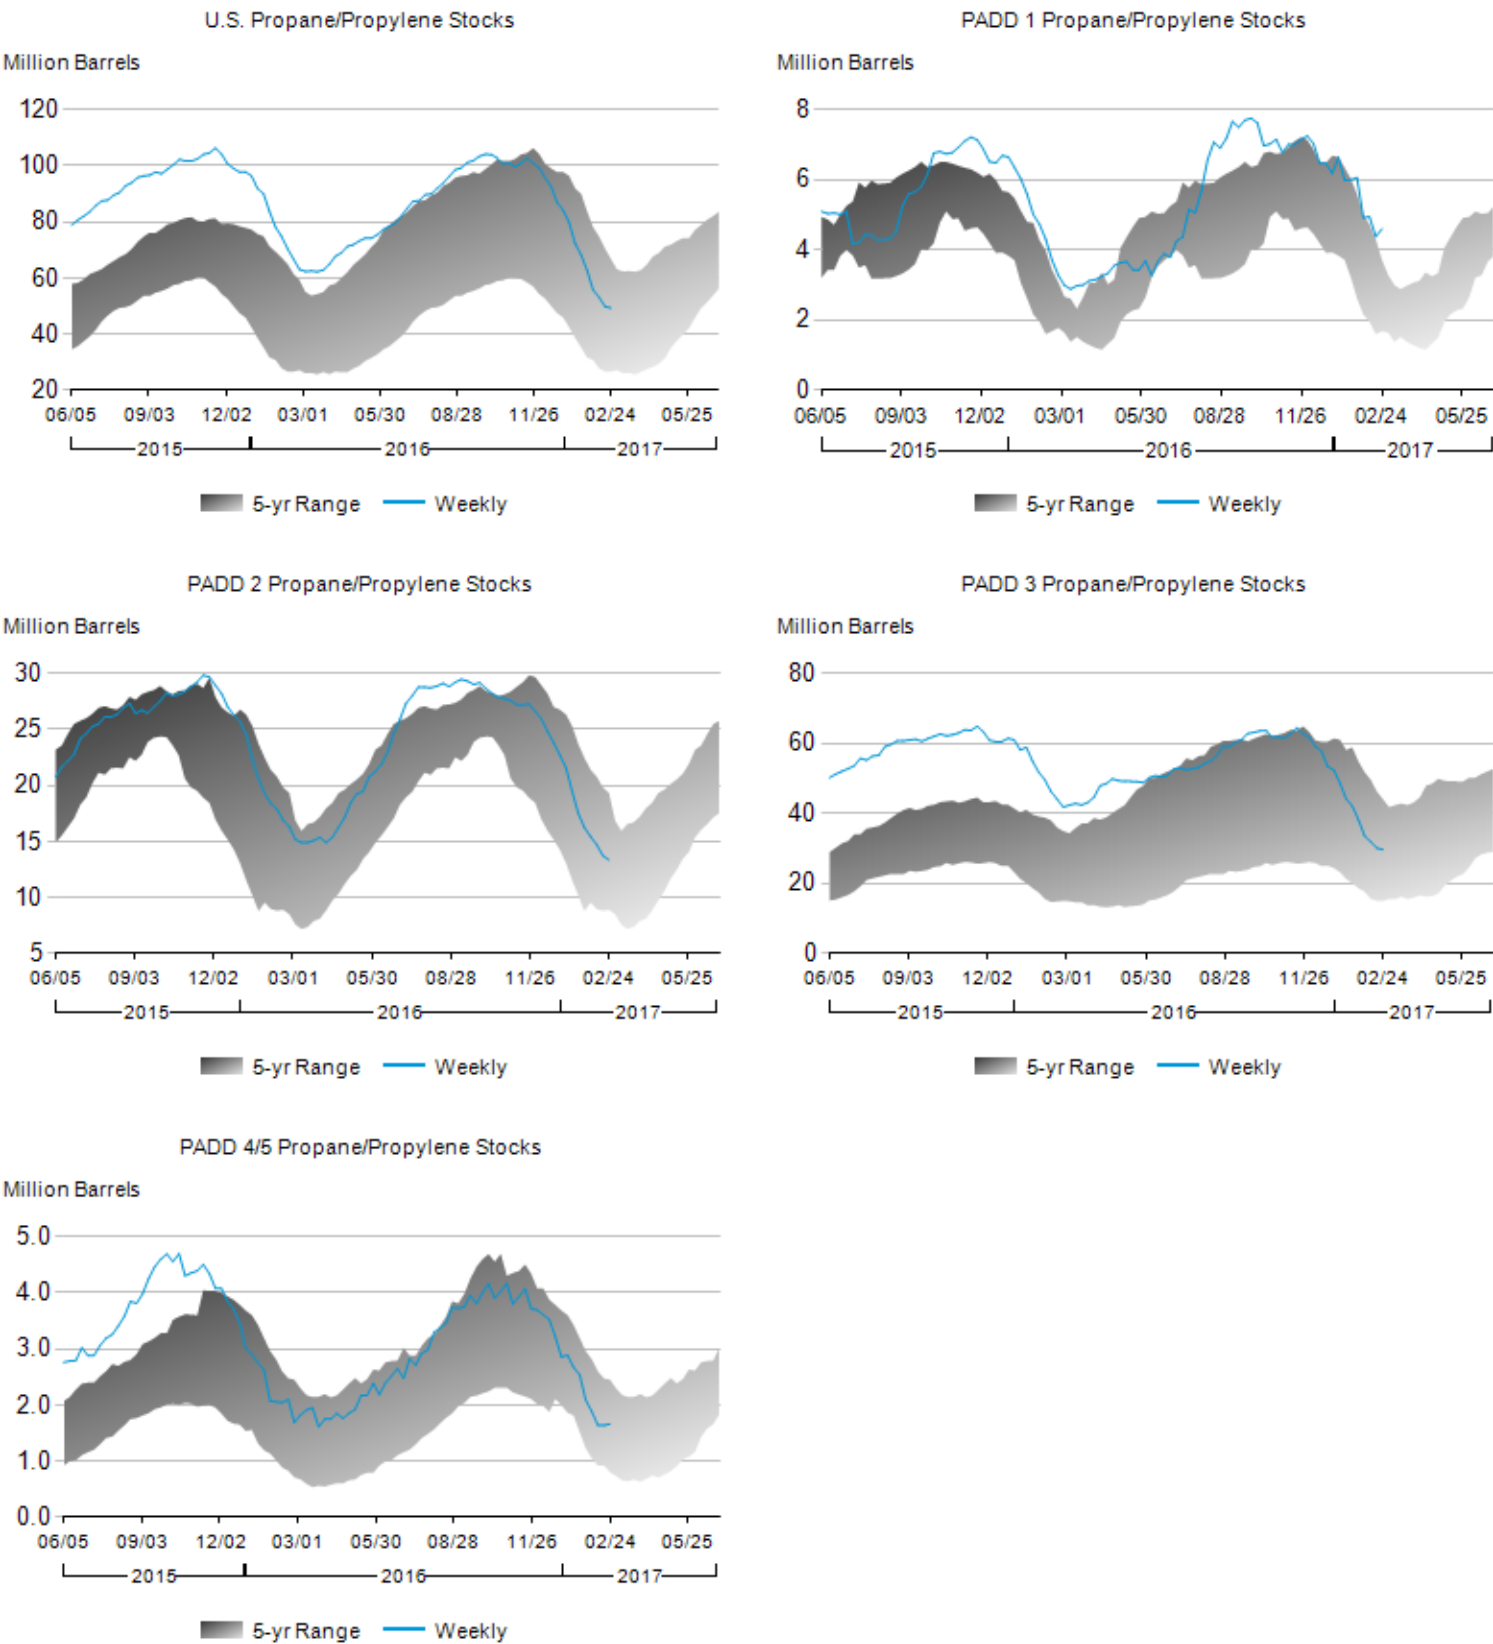 U.S. Propane/Propylene Stocks
Million Barrels
120
100
80
60
40
20
06/05 09/03 12/02 03/01 05/30 08/28 11/26 02/24 05/25
2015 2016 2017
5-yr Range Weekly
PADD 1 Propane/Propylene Stocks
Million Barrels
8
6
4
2
0
06/05 09/03 12/02 03/01 05/30 08/28 11/26 02/24 05/25
2015 2016 2017
5-yr Range Weekly
PADD 2 Propane/Propylene Stocks
Million Barrels
30
25
20
15
10
5
06/05 09/03 12/02 03/01 05/30 08/28 11/26 02/24 05/25
2015 2016 2017
5-yr Range Weekly
PADD 3 Propane/Propylene Stocks
Million Barrels
80
60
40
20
0
06/05 09/03 12/02 03/01 05/30 08/28 11/26 02/24 05/25
2015 2016 2017
5-yr Range Weekly
PADD 4/5 Propane/Propylene Stocks
Million Barrels
5.0
4.0
3.0
2.0
1.0
0.0
06/05 09/03 12/02 03/01 05/30 08/28 11/26 02/24 05/25
2015 2016 2017
5-yr Range Weekly